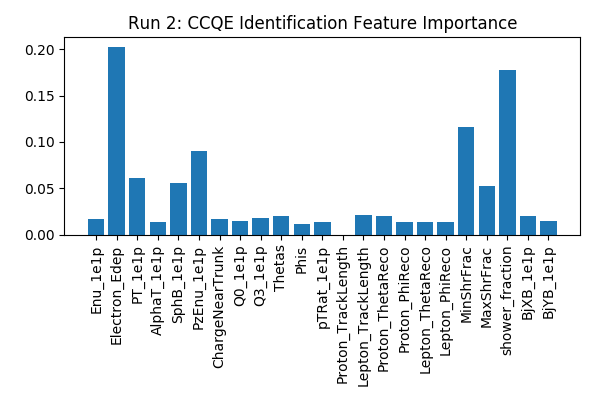 Run 2: CCQE Identification Feature Importance
0.20
0.15
0.10
0.05
0.00
Enu_1e1p
Electron_Edep
PT_1e1p
AlphaT_1e1p
SphB_1e1p
PzEnu_1e1p
ChargeNearTrunk
Q0_1e1p
Q3_1e1p
Thetas
Phis
pTRat_1e1p
Proton_TrackLength
Lepton_TrackLength
Proton_ThetaReco
Proton_PhiReco
Lepton_ThetaReco
Lepton_PhiReco
MinShrFrac
MaxShrFrac
shower_fraction
BjXB_1e1p
BjYB_1e1p